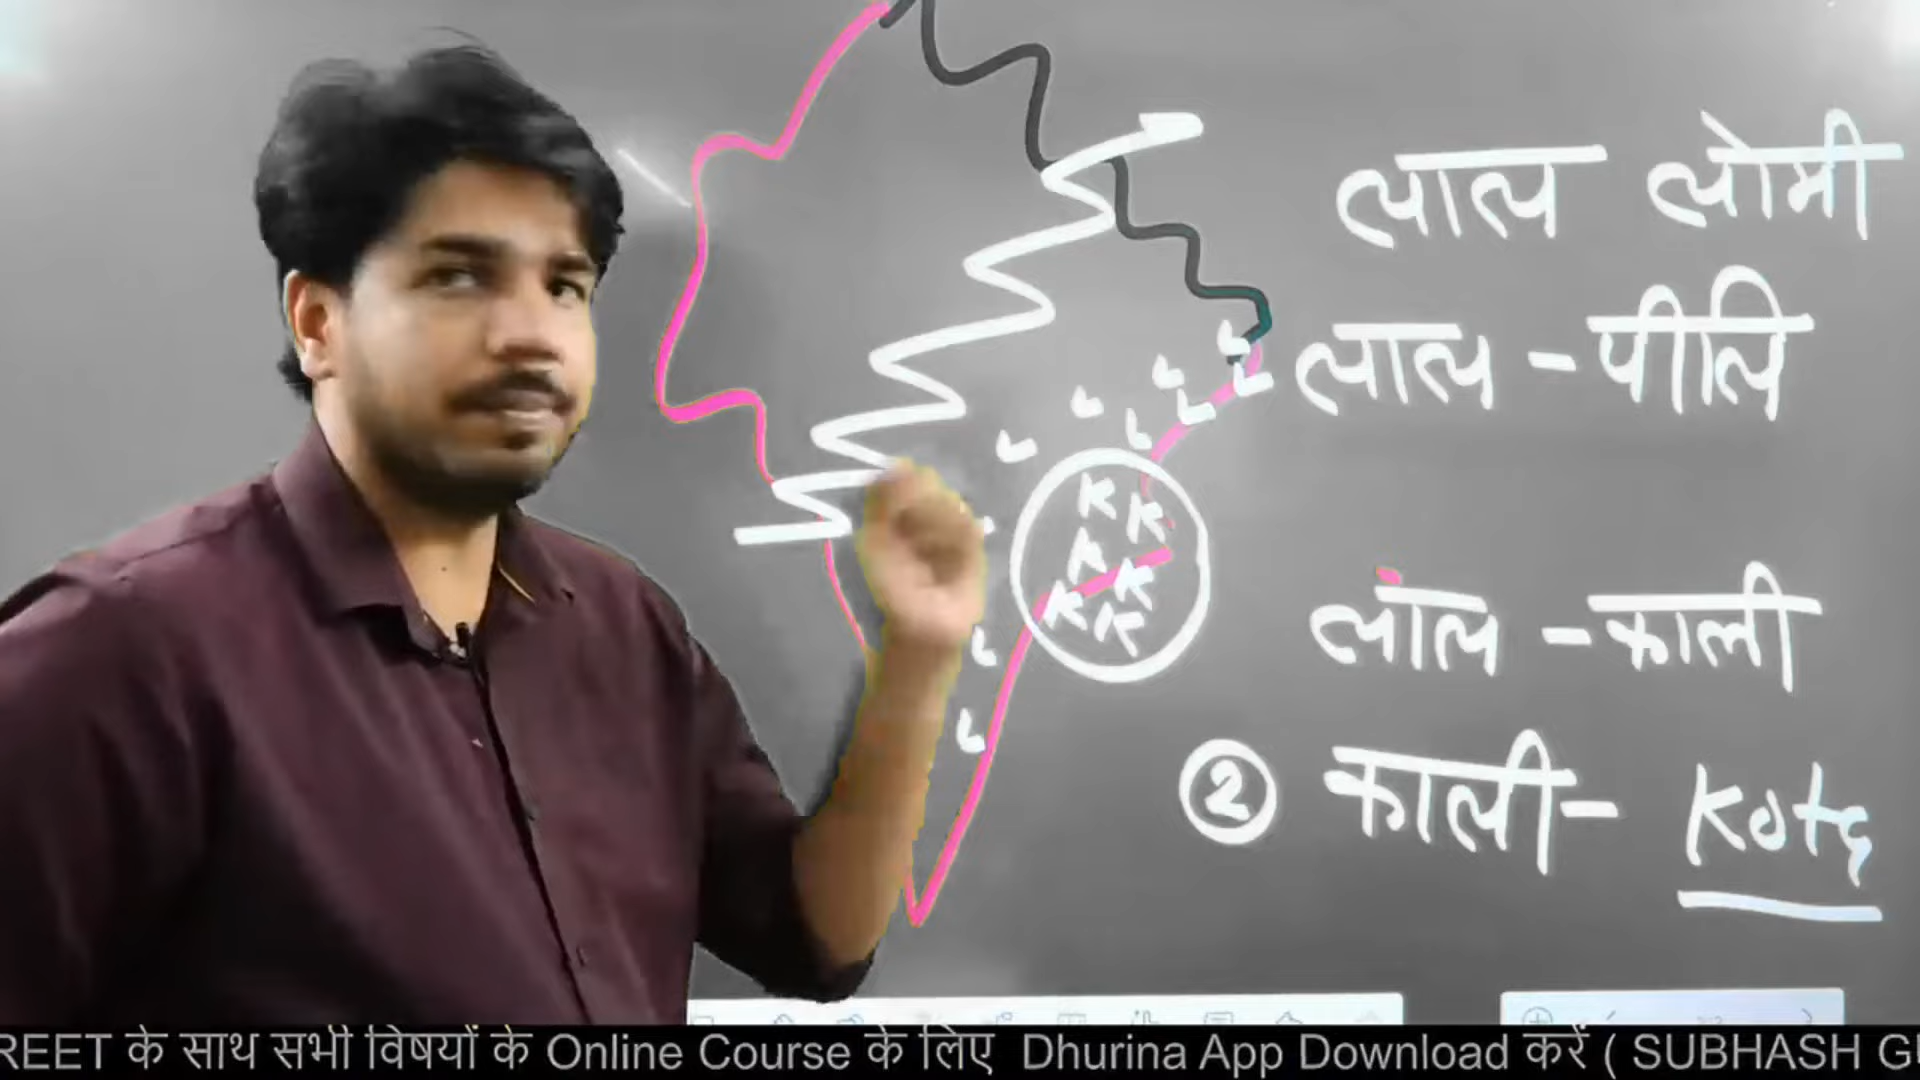 लाल लोमी
लाल - पीलि
लाल - काली
② काली - Kota
L L L L L L L
K K K K K K
L L
REET के साथ सभी विषयों के Online Course के लिए Dhurina App Download करें ( SUBHASH G